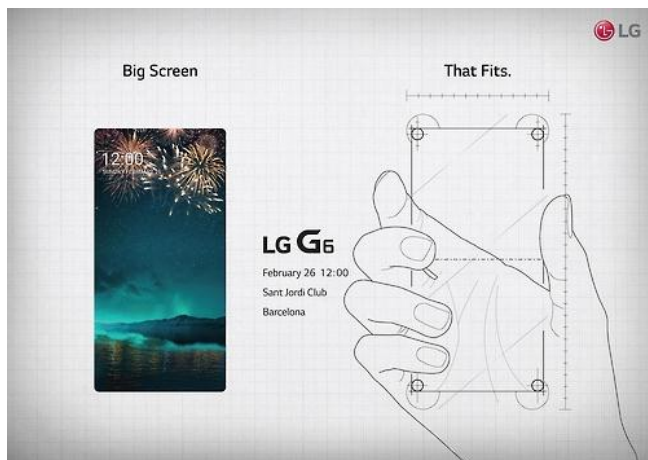 LG
Big Screen
That Fits.
12:00
LG G6
February 26 12:00
Sant Jordi Club
Barcelona